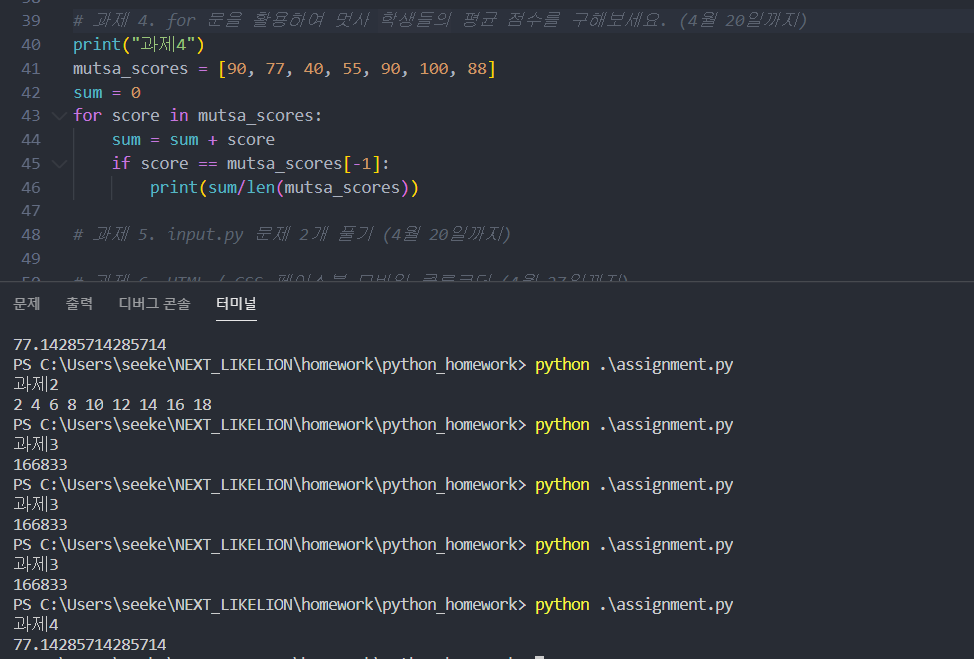 39 # 과제 4. for 문을 활용하여 멋사 학생들의 평균 점수를 구해보세요. (4월 20일까지)
40 print("과제4")
41 mutsa_scores = [90, 77, 40, 55, 90, 100, 88]
42 sum = 0
43 for score in mutsa_scores:
44 sum = sum + score
45 if score == mutsa_scores[-1]:
46 print(sum/len(mutsa_scores))
47
48 # 과제 5. input.py 문제 2개 풀기 (4월 20일까지)
49
문제 출력 디버그 콘솔 터미널
77.14285714285714
PS C:\Users\seeke\NEXT_LIKELION\homework\python_homework> python .\assignment.py
과제2
2 4 6 8 10 12 14 16 18
PS C:\Users\seeke\NEXT_LIKELION\homework\python_homework> python .\assignment.py
과제3
166833
PS C:\Users\seeke\NEXT_LIKELION\homework\python_homework> python .\assignment.py
과제3
166833
PS C:\Users\seeke\NEXT_LIKELION\homework\python_homework> python .\assignment.py
과제3
166833
PS C:\Users\seeke\NEXT_LIKELION\homework\python_homework> python .\assignment.py
과제4
77.14285714285714